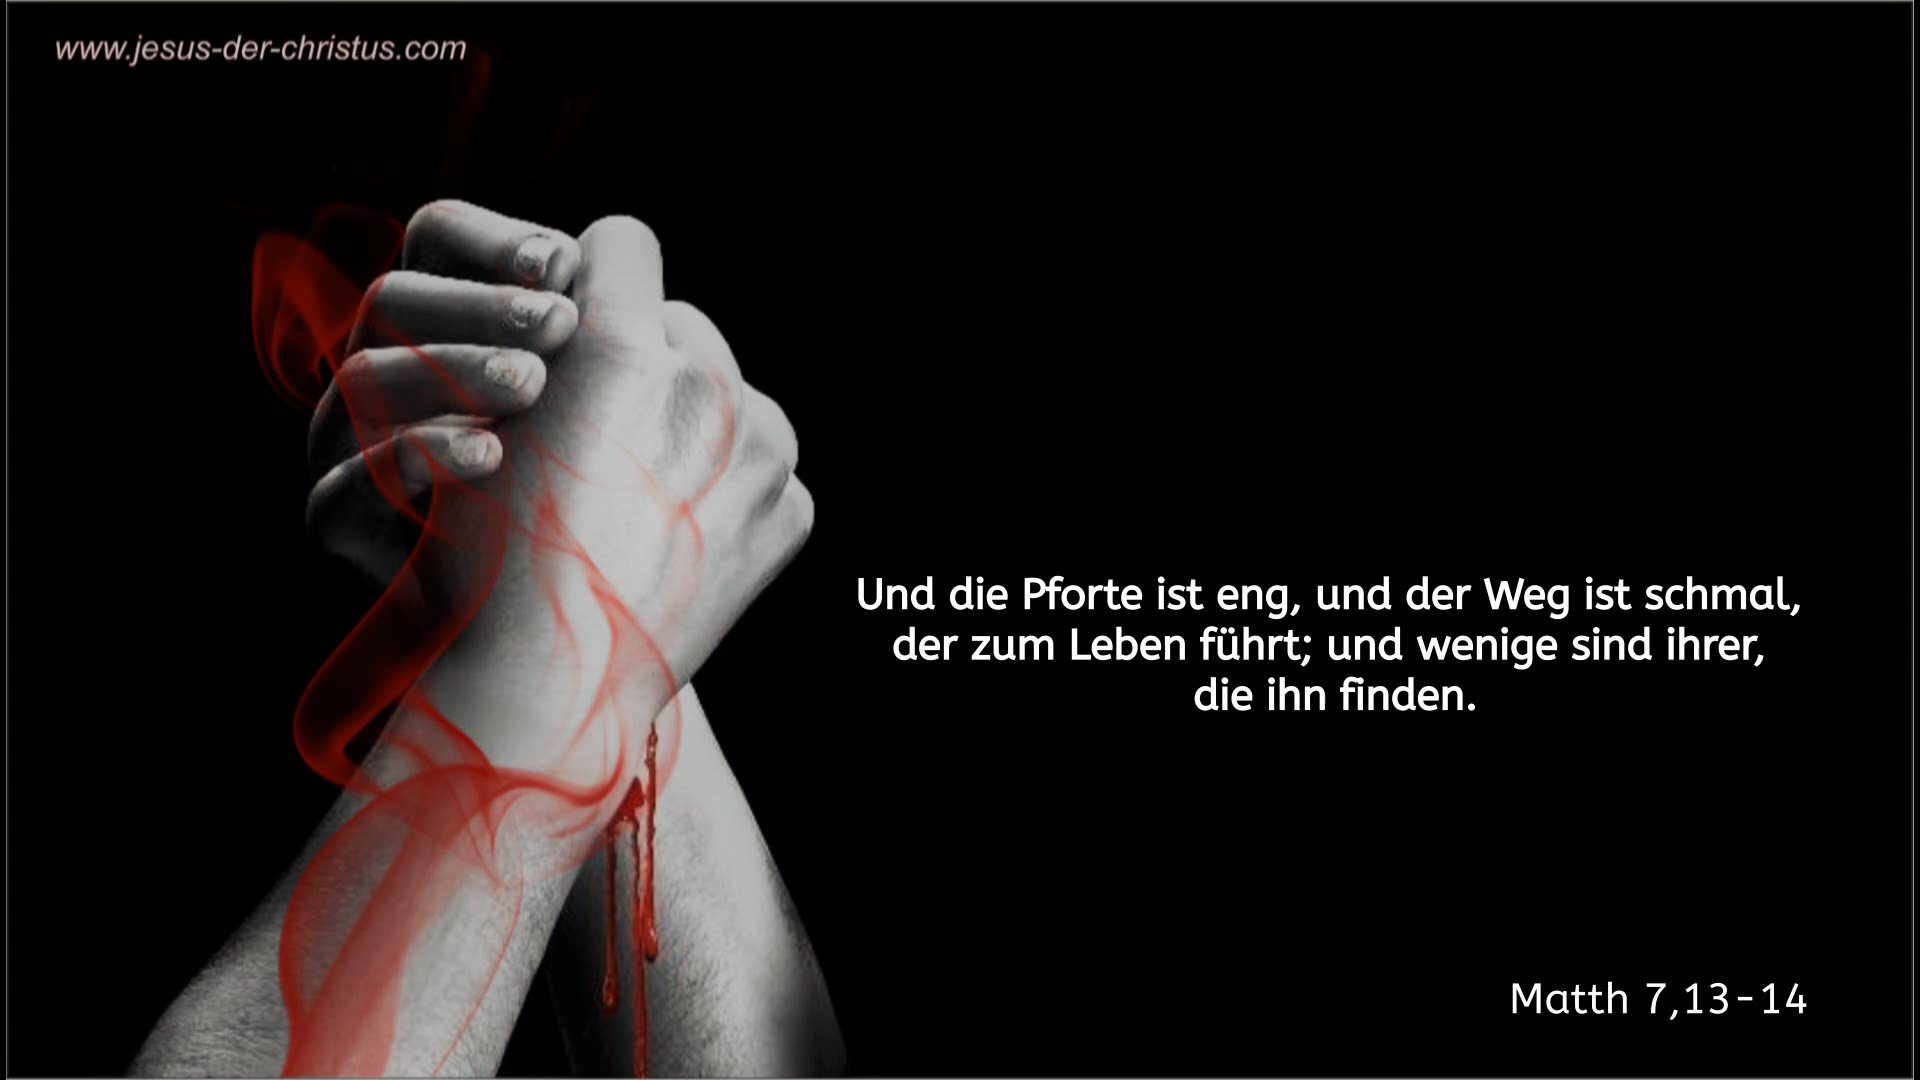 www.jesus-der-christus.com
Und die Pforte ist eng, und der Weg ist schmal,
der zum Leben führt; und wenige sind ihrer,
die ihn finden.
Matth 7,13-14